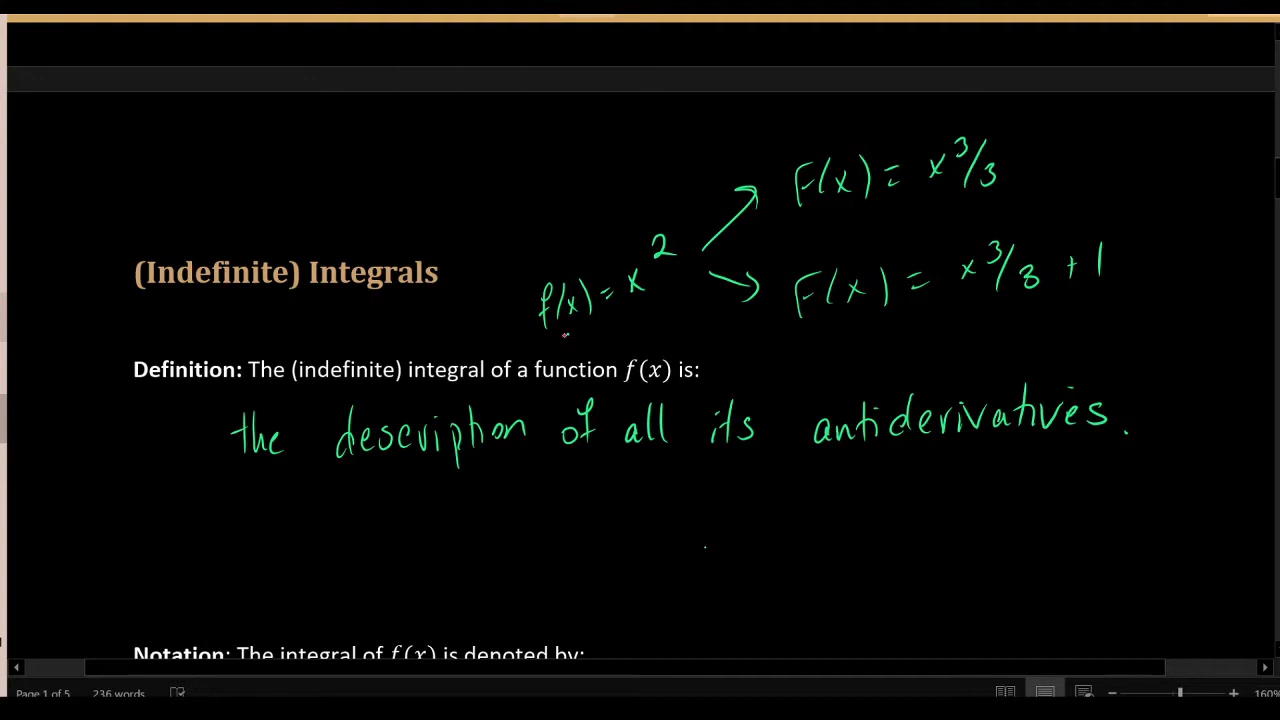 F(x) = x^3/3
f(x) = x^2
F(x) = x^3/3 + 1
(Indefinite) Integrals
Definition: The (indefinite) integral of a function f(x) is:
the description of all its antiderivatives.
Notation: The integral of f(x) is denoted by:
Page 1 of 5 236 words 160%